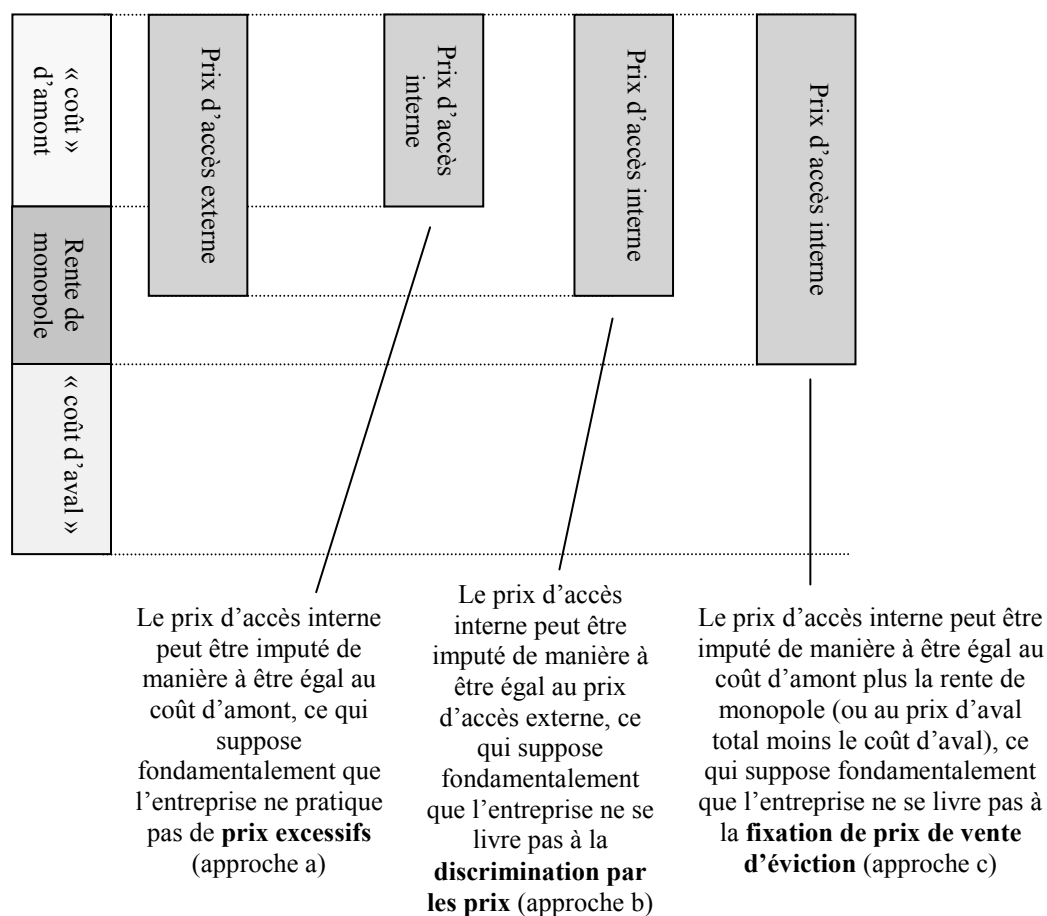 « coût »
d’amont
Rente de
monopole
« coût d’aval »
Prix d’accès externe
Prix d’accès
interne
Prix d’accès interne
Prix d’accès interne
Le prix d’accès interne
peut être imputé de
manière à être égal au
coût d’amont, ce qui
suppose
fondamentalement que
l’entreprise ne pratique
pas de prix excessifs
(approche a)
Le prix d’accès
interne peut être
imputé de manière à
être égal au prix
d’accès externe, ce
qui suppose
fondamentalement
que l’entreprise ne se
livre pas à la
discrimination par
les prix (approche b)
Le prix d’accès interne peut être
imputé de manière à être égal au
coût d’amont plus la rente de
monopole (ou au prix d’aval
total moins le coût d’aval), ce
qui suppose fondamentalement
que l’entreprise ne se livre pas à
la fixation de prix de vente
d’éviction (approche c)